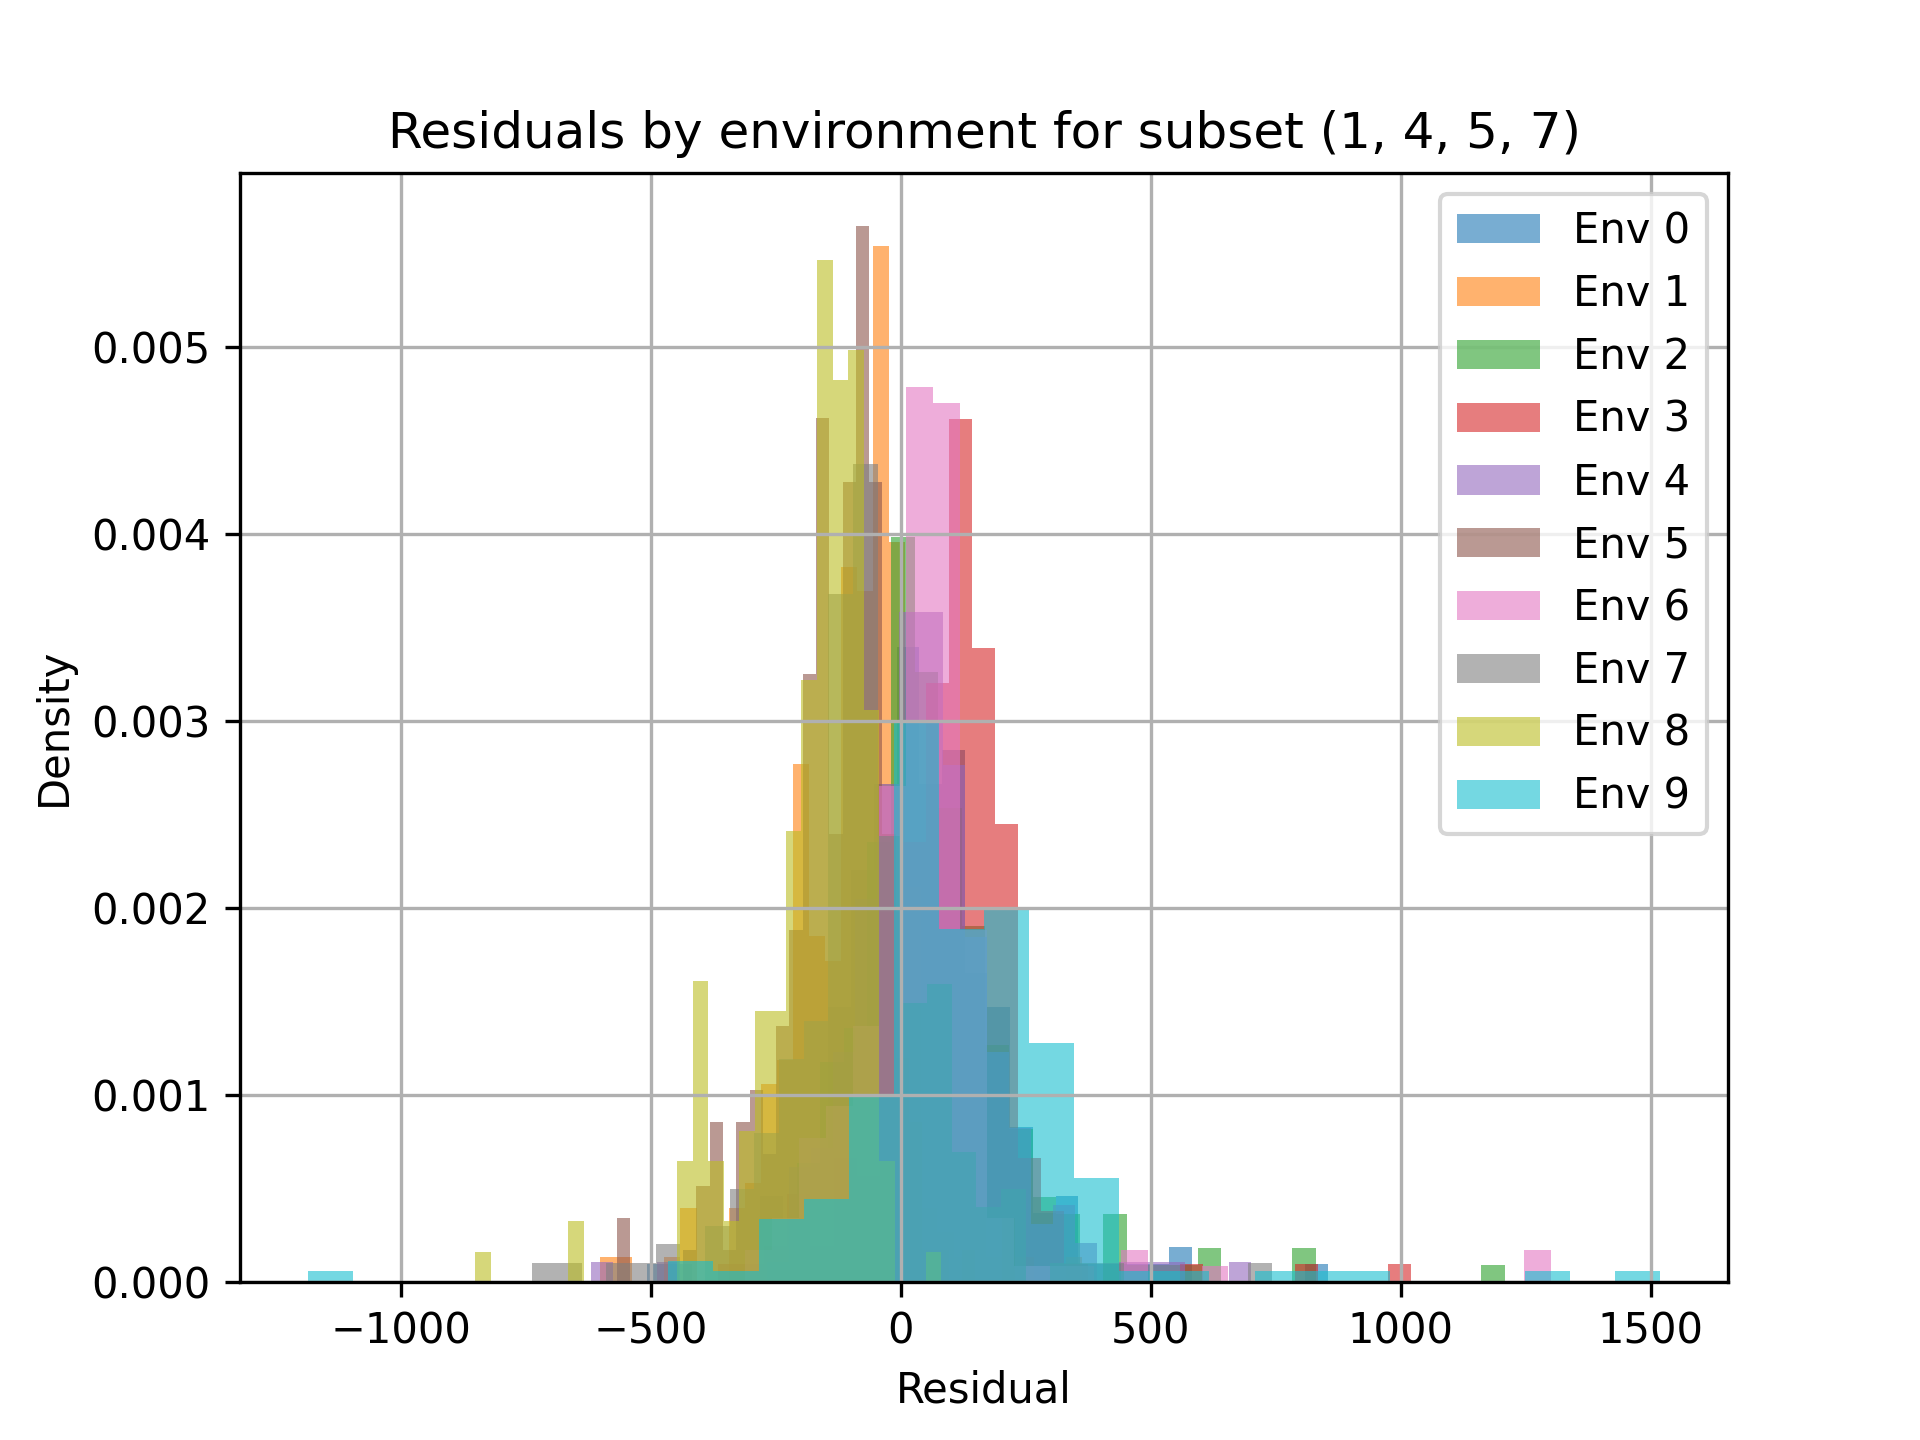 Residuals by environment for subset (1, 4, 5, 7)
Env 0
Env 1
Env 2
Env 3
Env 4
Env 5
Env 6
Env 7
Env 8
Env 9
Density
0.005
0.004
0.003
0.002
0.001
0.000
−1000
−500
0
500
1000
1500
Residual